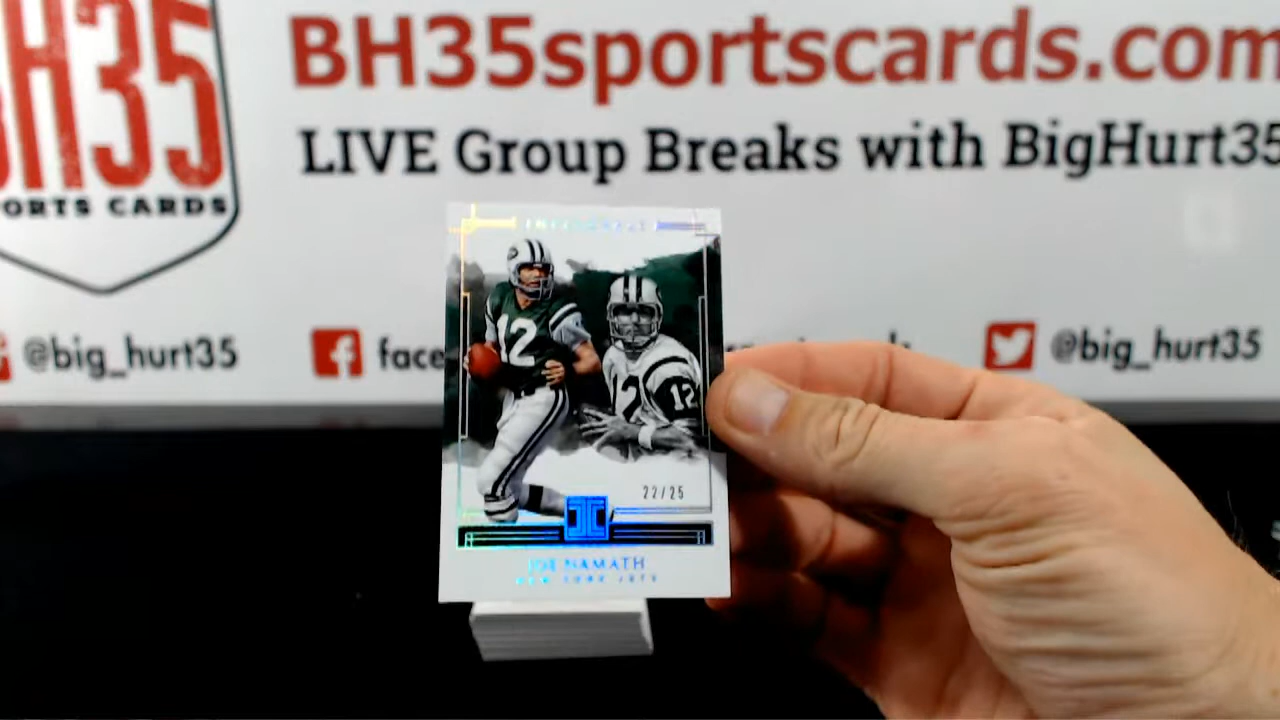 BH35
ORTS CARDS
BH35sportscards.com
LIVE Group Breaks with BigHurt35
@big_hurt35
face
@big_hurt35
12
12
12
22/25
JOE NAMATH
NEW YORK JETS